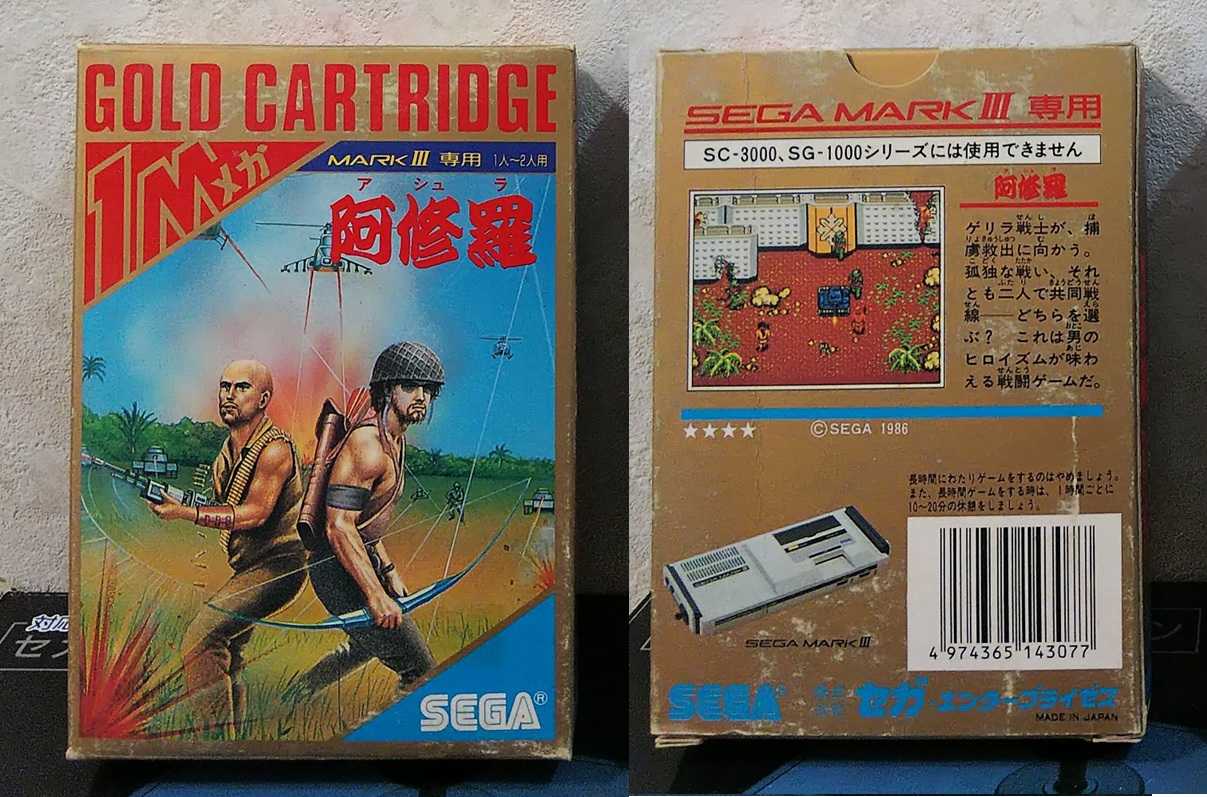 GOLD CARTRIDGE
1Mメガ
MARK III 専用 1人~2人用
アシュラ
阿修羅
SEGA®
SEGA MARK III 専用
SC-3000、SG-1000シリーズには使用できません
阿修羅
ゲリラ戦士が、捕
虜救出に向かう。
孤独な戦い、それ
とも二人で共同戦
線──どちらを選
ぶ? これは男の
ヒロイズムが味わ
える戦闘ゲームだ。
★★★★
©SEGA 1986
長時間にわたりゲームをするのはやめましょう。
また、長時間ゲームをする時は、1時間ごとに
10~20分の休憩をしましょう。
SEGA MARK III
4 974365 143077
SEGA® 株式会社 セガ・エンタープライゼス
MADE IN JAPAN